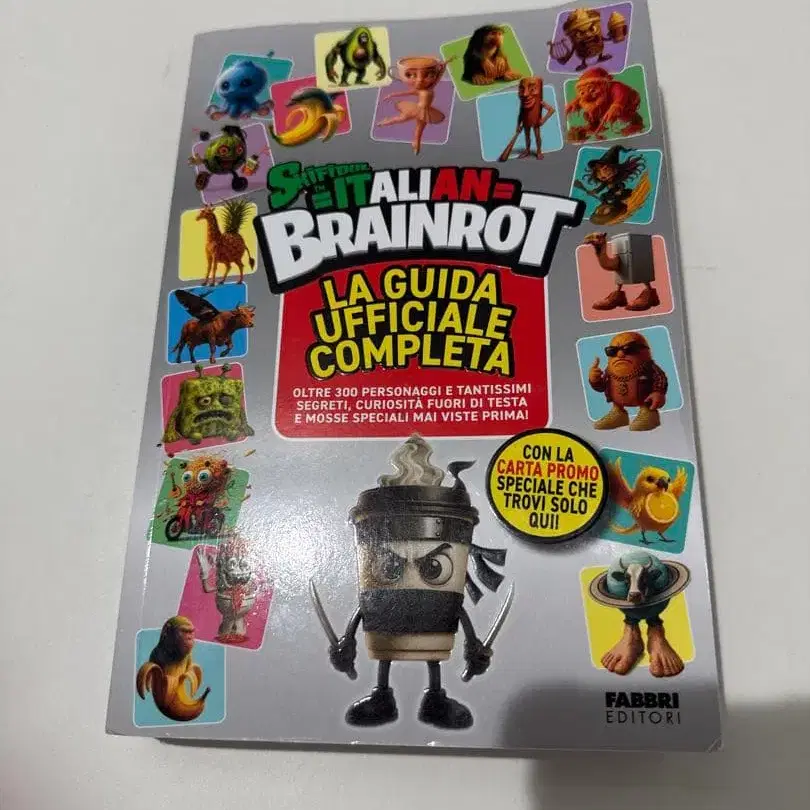 SKIFIDOL
ITALIAN
BRAINROT
LA GUIDA
UFFICIALE
COMPLETA
OLTRE 300 PERSONAGGI E TANTISSIMI
SEGRETI, CURIOSITÀ FUORI DI TESTA
E MOSSE SPECIALI MAI VISTE PRIMA!
CON LA
CARTA PROMO
SPECIALE CHE
TROVI SOLO
QUI!
FABBRI
EDITORI